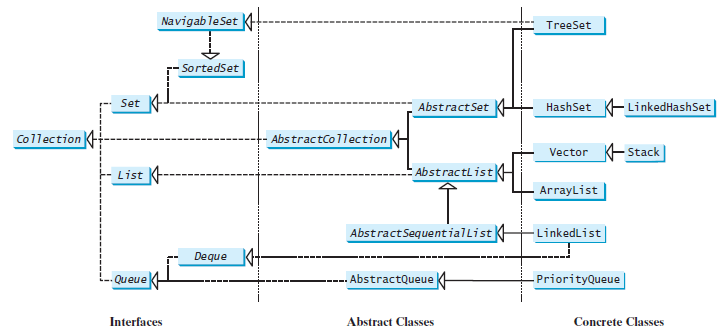 NavigableSet
TreeSet
SortedSet
Set
AbstractSet
HashSet
LinkedHashSet
Collection
AbstractCollection
Vector
Stack
List
AbstractList
ArrayList
AbstractSequentialList
LinkedList
Deque
Queue
AbstractQueue
PriorityQueue
Interfaces
Abstract Classes
Concrete Classes